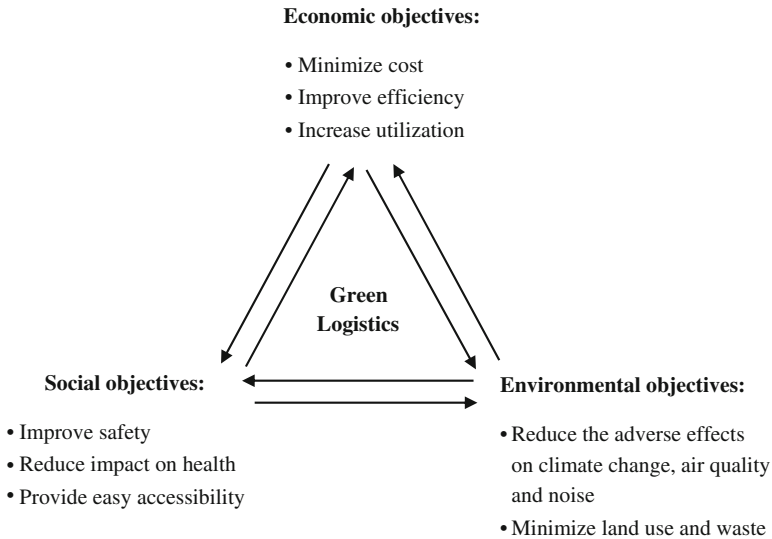 Economic objectives:
• Minimize cost
• Improve efficiency
• Increase utilization
Green
Logistics
Social objectives:
• Improve safety
• Reduce impact on health
• Provide easy accessibility
Environmental objectives:
• Reduce the adverse effects
on climate change, air quality
and noise
• Minimize land use and waste